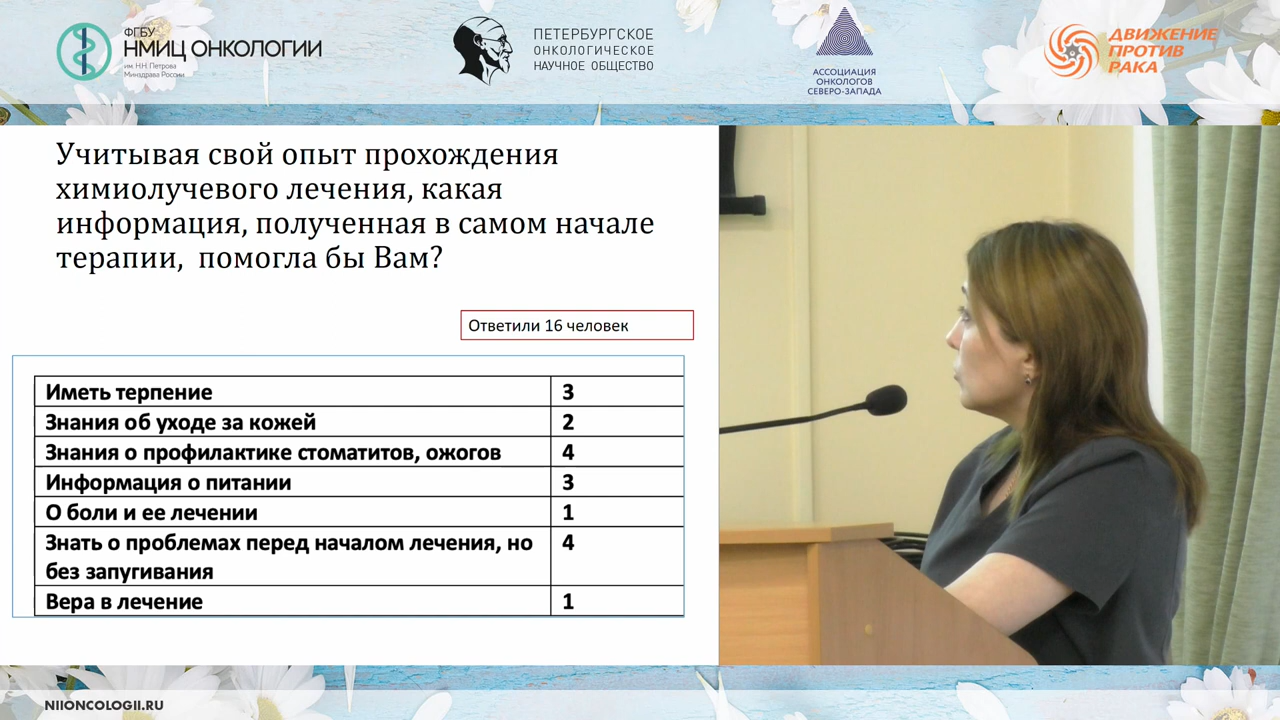 ФГБУ
НМИЦ ОНКОЛОГИИ
им. Н.Н. Петрова
Минздрава России
ПЕТЕРБУРГСКОЕ
ОНКОЛОГИЧЕСКОЕ
НАУЧНОЕ ОБЩЕСТВО
АССОЦИАЦИЯ
ОНКОЛОГОВ
СЕВЕРО-ЗАПАДА
ДВИЖЕНИЕ
ПРОТИВ
РАКА
Учитывая свой опыт прохождения
химиолучевого лечения, какая
информация, полученная в самом начале
терапии,  помогла бы Вам?
Ответили 16 человек
Иметь терпение 3
Знания об уходе за кожей 2
Знания о профилактике стоматитов, ожогов 4
Информация о питании 3
О боли и ее лечении 1
Знать о проблемах перед началом лечения, но 4
без запугивания
Вера в лечение 1
NIIONCOLOGII.RU